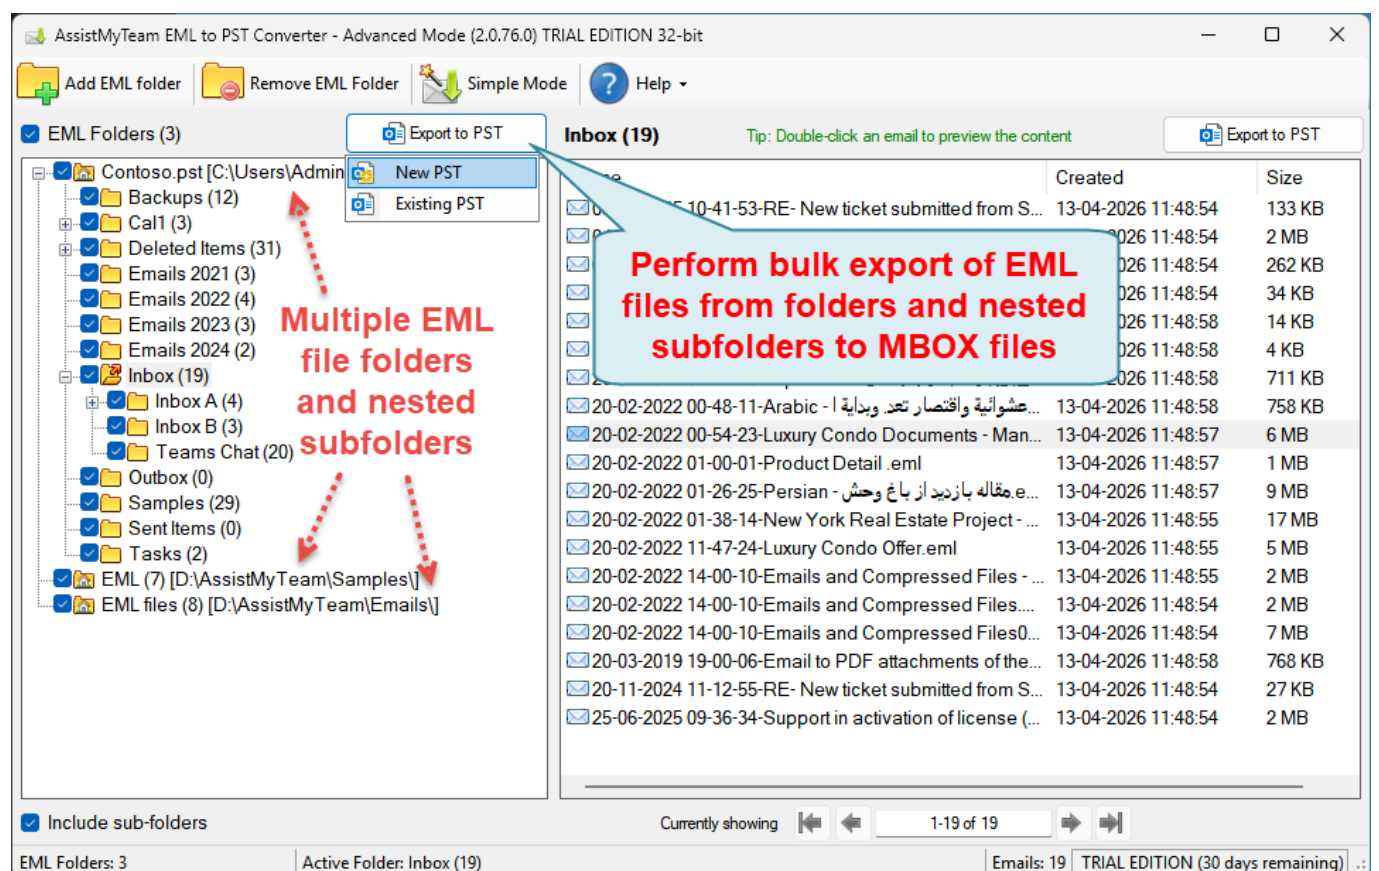 AssistMyTeam EML to PST Converter - Advanced Mode (2.0.76.0) TRIAL EDITION 32-bit
Add EML folder
Remove EML Folder
Simple Mode
Help
EML Folders (3)
Export to PST
New PST
Existing PST
Contoso.pst [C:\Users\Admin
Backups (12)
Cal1 (3)
Deleted Items (31)
Emails 2021 (3)
Emails 2022 (4)
Emails 2023 (3)
Emails 2024 (2)
Inbox (19)
Inbox A (4)
Inbox B (3)
Teams Chat (20)
Outbox (0)
Samples (29)
Sent Items (0)
Tasks (2)
EML (7) [D:\AssistMyTeam\Samples\]
EML files (8) [D:\AssistMyTeam\Emails\]
Multiple EML
file folders
and nested
subfolders
Inbox (19)
Tip: Double-click an email to preview the content
Export to PST
Perform bulk export of EML
files from folders and nested
subfolders to MBOX files
Created Size
10-41-53-RE- New ticket submitted from S... 13-04-2026 11:48:54 133 KB
026 11:48:54 2 MB
026 11:48:54 262 KB
026 11:48:54 34 KB
026 11:48:58 14 KB
026 11:48:58 4 KB
2026 11:48:58 711 KB
20-02-2022 00-48-11-Arabic - عشوائية واقتصار تعد. وبداية ا... 13-04-2026 11:48:54 758 KB
20-02-2022 00-54-23-Luxury Condo Documents - Man... 13-04-2026 11:48:57 6 MB
20-02-2022 01-00-01-Product Detail .eml 13-04-2026 11:48:57 1 MB
20-02-2022 01-26-25-Persian - مقاله بازدید از باغ وحش.e... 13-04-2026 11:48:57 9 MB
20-02-2022 01-38-14-New York Real Estate Project - ... 13-04-2026 11:48:55 17 MB
20-02-2022 11-47-24-Luxury Condo Offer.eml 13-04-2026 11:48:55 5 MB
20-02-2022 14-00-10-Emails and Compressed Files - ... 13-04-2026 11:48:55 2 MB
20-02-2022 14-00-10-Emails and Compressed Files.... 13-04-2026 11:48:54 2 MB
20-02-2022 14-00-10-Emails and Compressed Files0... 13-04-2026 11:48:54 7 MB
20-03-2019 19-00-06-Email to PDF attachments of the... 13-04-2026 11:48:58 768 KB
20-11-2024 11-12-55-RE- New ticket submitted from S... 13-04-2026 11:48:54 27 KB
25-06-2025 09-36-34-Support in activation of license (... 13-04-2026 11:48:54 2 MB
Include sub-folders
Currently showing
1-19 of 19
EML Folders: 3
Active Folder: Inbox (19)
Emails: 19
TRIAL EDITION (30 days remaining)